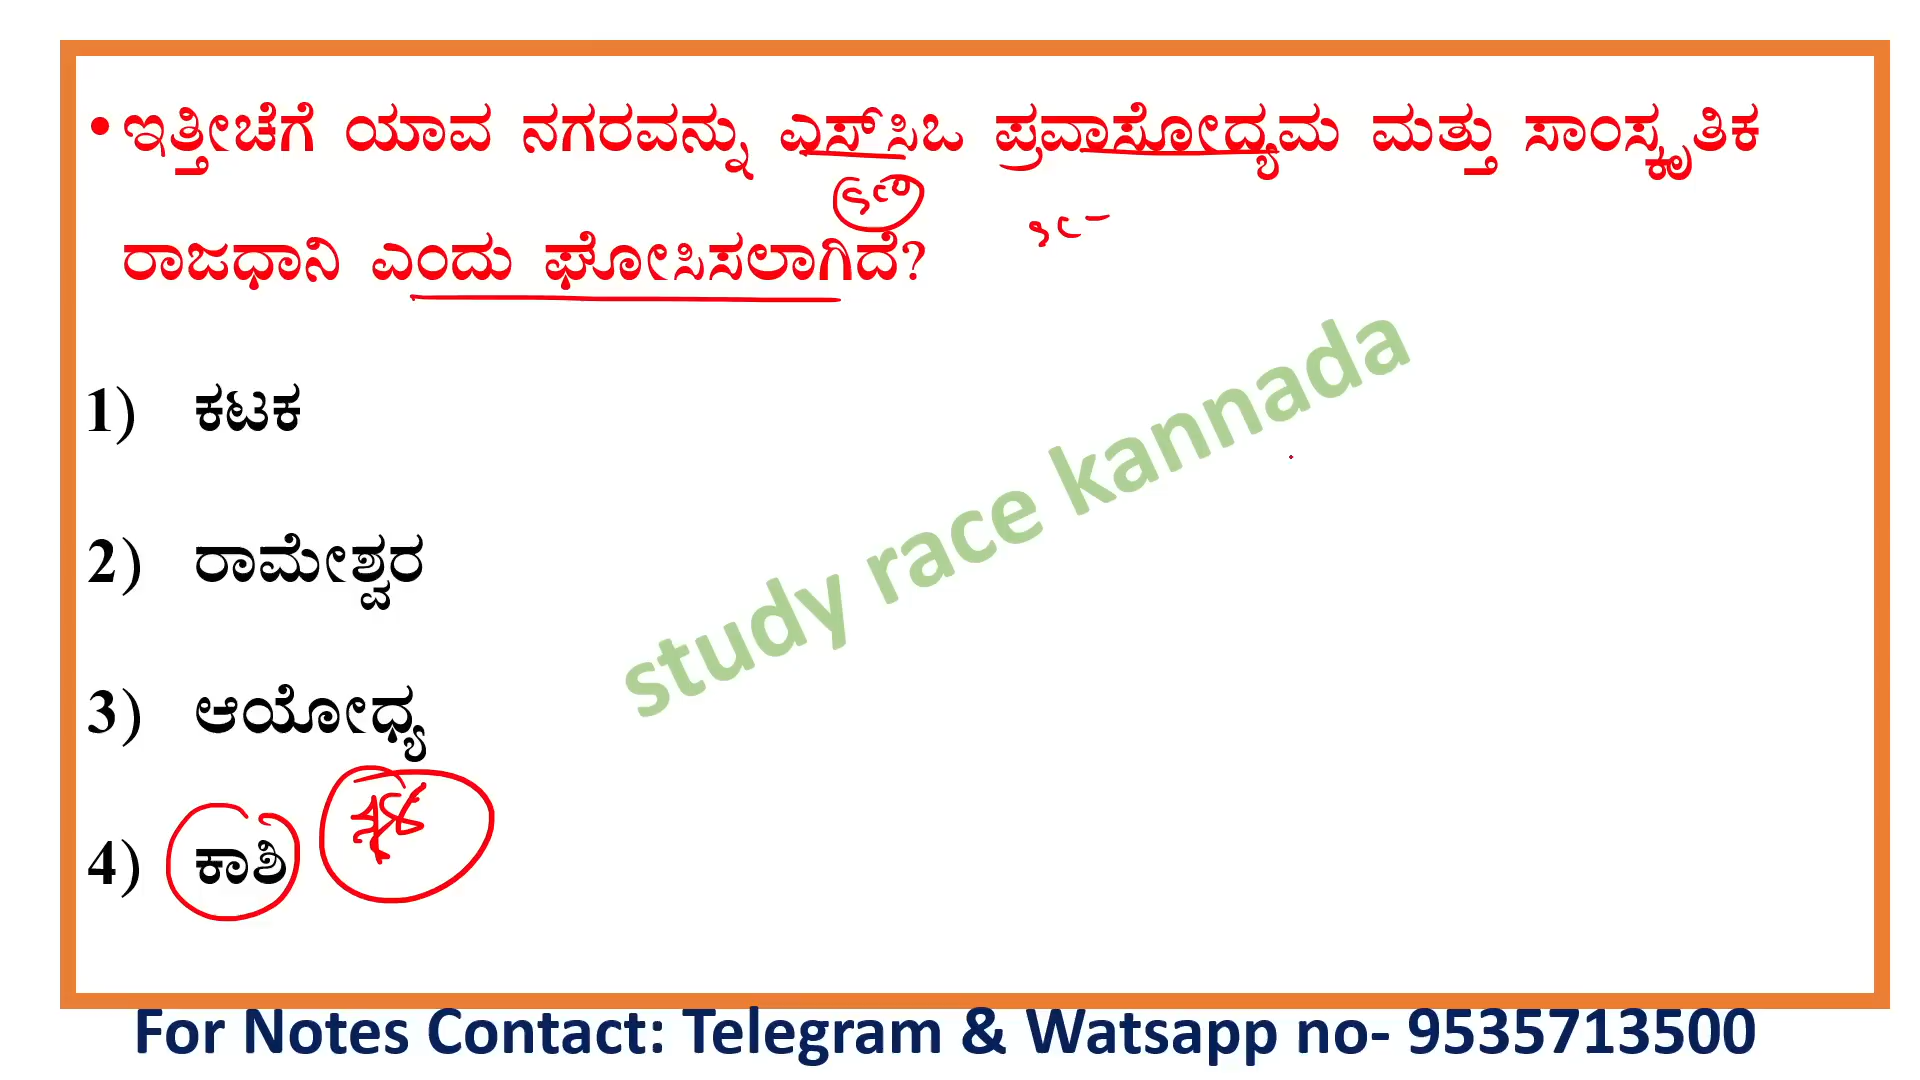 •ಇತ್ತೀಚೆಗೆ ಯಾವ ನಗರವನ್ನು ಎಸ್‌ಸಿಒ ಪ್ರವಾಸೋದ್ಯಮ ಮತ್ತು ಸಾಂಸ್ಕೃತಿಕ
ರಾಜಧಾನಿ ಎಂದು ಘೋಸಿಸಲಾಗಿದೆ?
1) ಕಟಕ
2) ರಾಮೇಶ್ವರ
3) ಆಯೋಧ್ಯ
4) ಕಾಶಿ
study race kannada
For Notes Contact: Telegram & Watsapp no- 9535713500